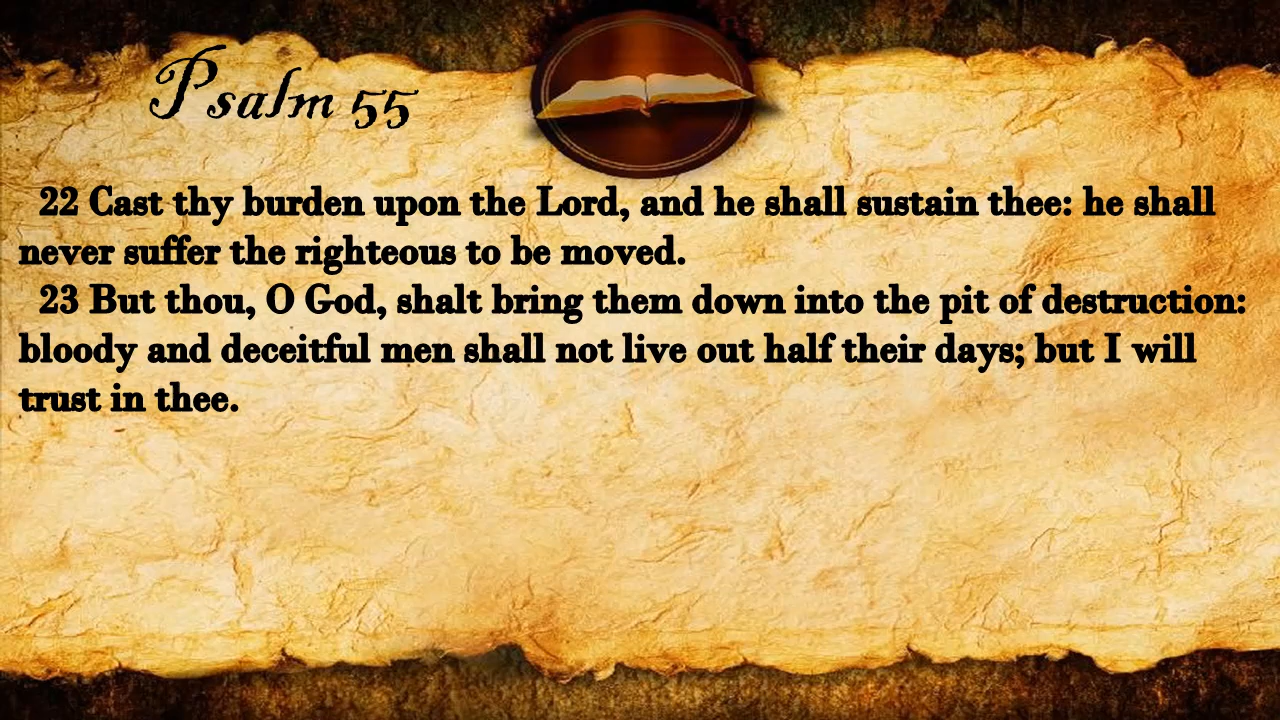 Psalm 55
22 Cast thy burden upon the Lord, and he shall sustain thee: he shall
never suffer the righteous to be moved.
23 But thou, O God, shalt bring them down into the pit of destruction:
bloody and deceitful men shall not live out half their days; but I will
trust in thee.